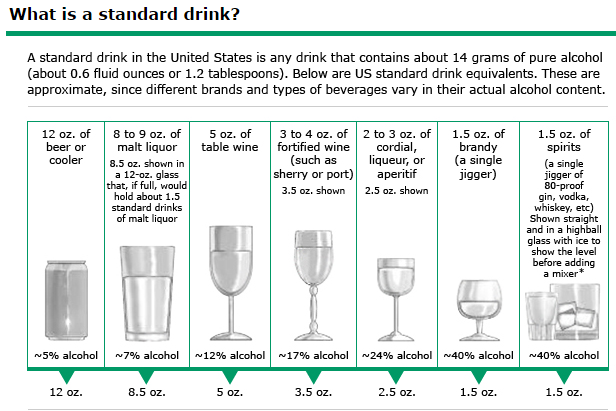 What is a standard drink?
A standard drink in the United States is any drink that contains about 14 grams of pure alcohol
(about 0.6 fluid ounces or 1.2 tablespoons). Below are US standard drink equivalents. These are
approximate, since different brands and types of beverages vary in their actual alcohol content.
12 oz. of
beer or
cooler
8 to 9 oz. of
malt liquor
8.5 oz. shown in
a 12-oz. glass
that, if full, would
hold about 1.5
standard drinks
of malt liquor
5 oz. of
table wine
3 to 4 oz. of
fortified wine
(such as
sherry or port)
3.5 oz. shown
2 to 3 oz. of
cordial,
liqueur, or
aperitif
2.5 oz. shown
1.5 oz. of
brandy
(a single
jigger)
1.5 oz. of
spirits
(a single
jigger of
80-proof
gin, vodka,
whiskey, etc)
Shown straight
and in a highball
glass with ice to
show the level
before adding
a mixer*
~5% alcohol
~7% alcohol
~12% alcohol
~17% alcohol
~24% alcohol
~40% alcohol
~40% alcohol
12 oz.
8.5 oz.
5 oz.
3.5 oz.
2.5 oz.
1.5 oz.
1.5 oz.